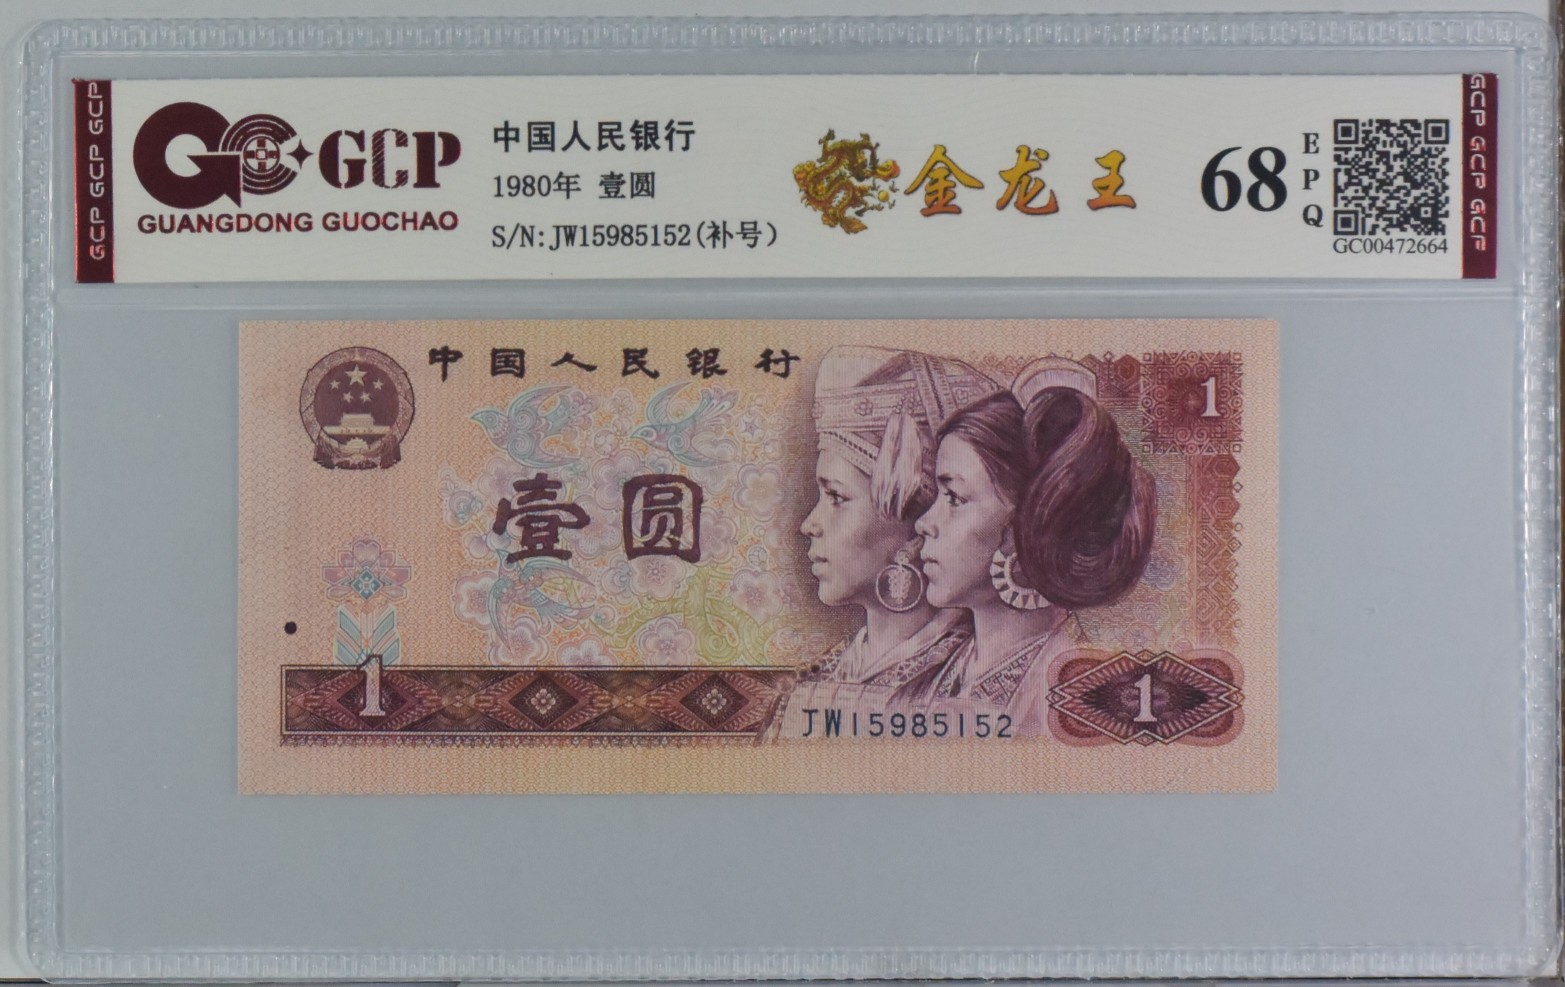 GCP GCP GCP
GCP
GUANGDONG GUOCHAO
中国人民银行
1980年 壹圆
S/N:JW15985152(补号)
金龙王
68
E
P
Q
GC00472664
GCP GCP GCP
中国人民银行
1
壹圆
1
JW15985152
1